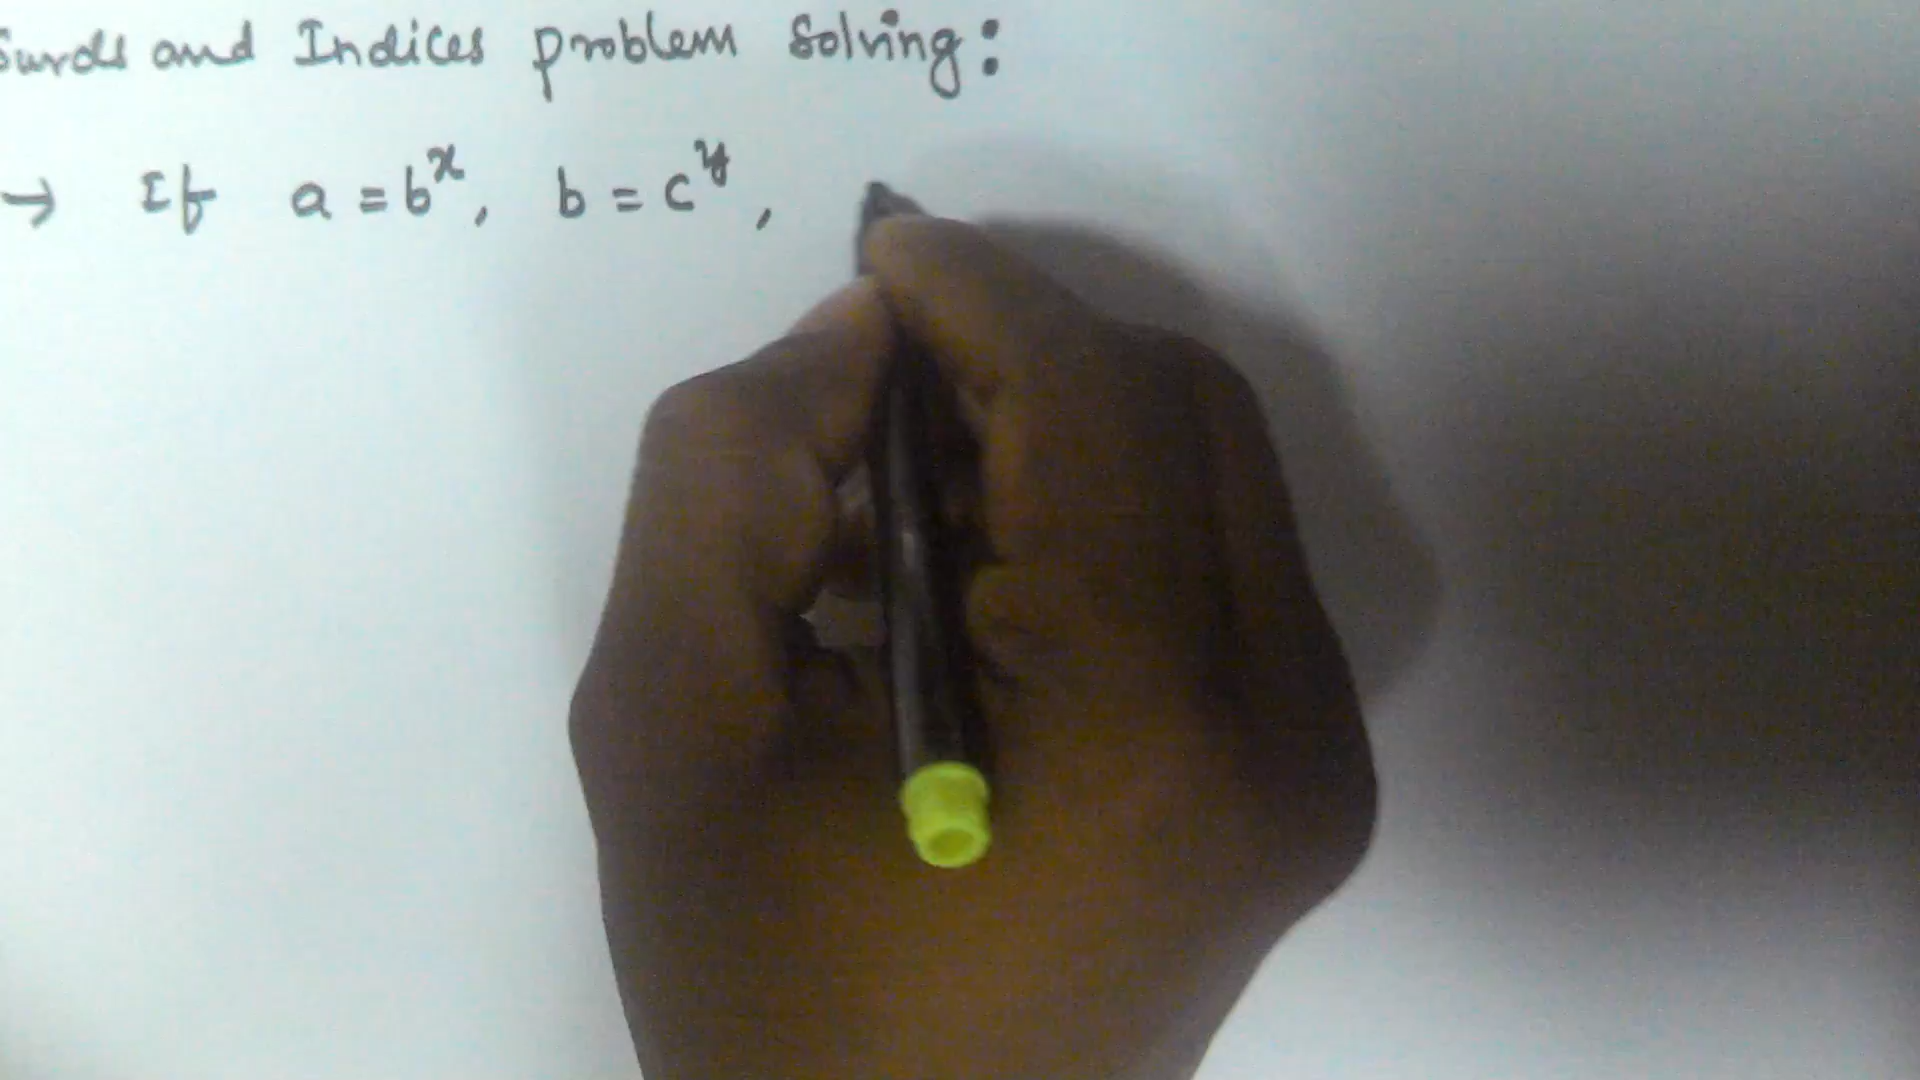 Surds and Indices problem solving:
→ If a = b^x, b = c^y,